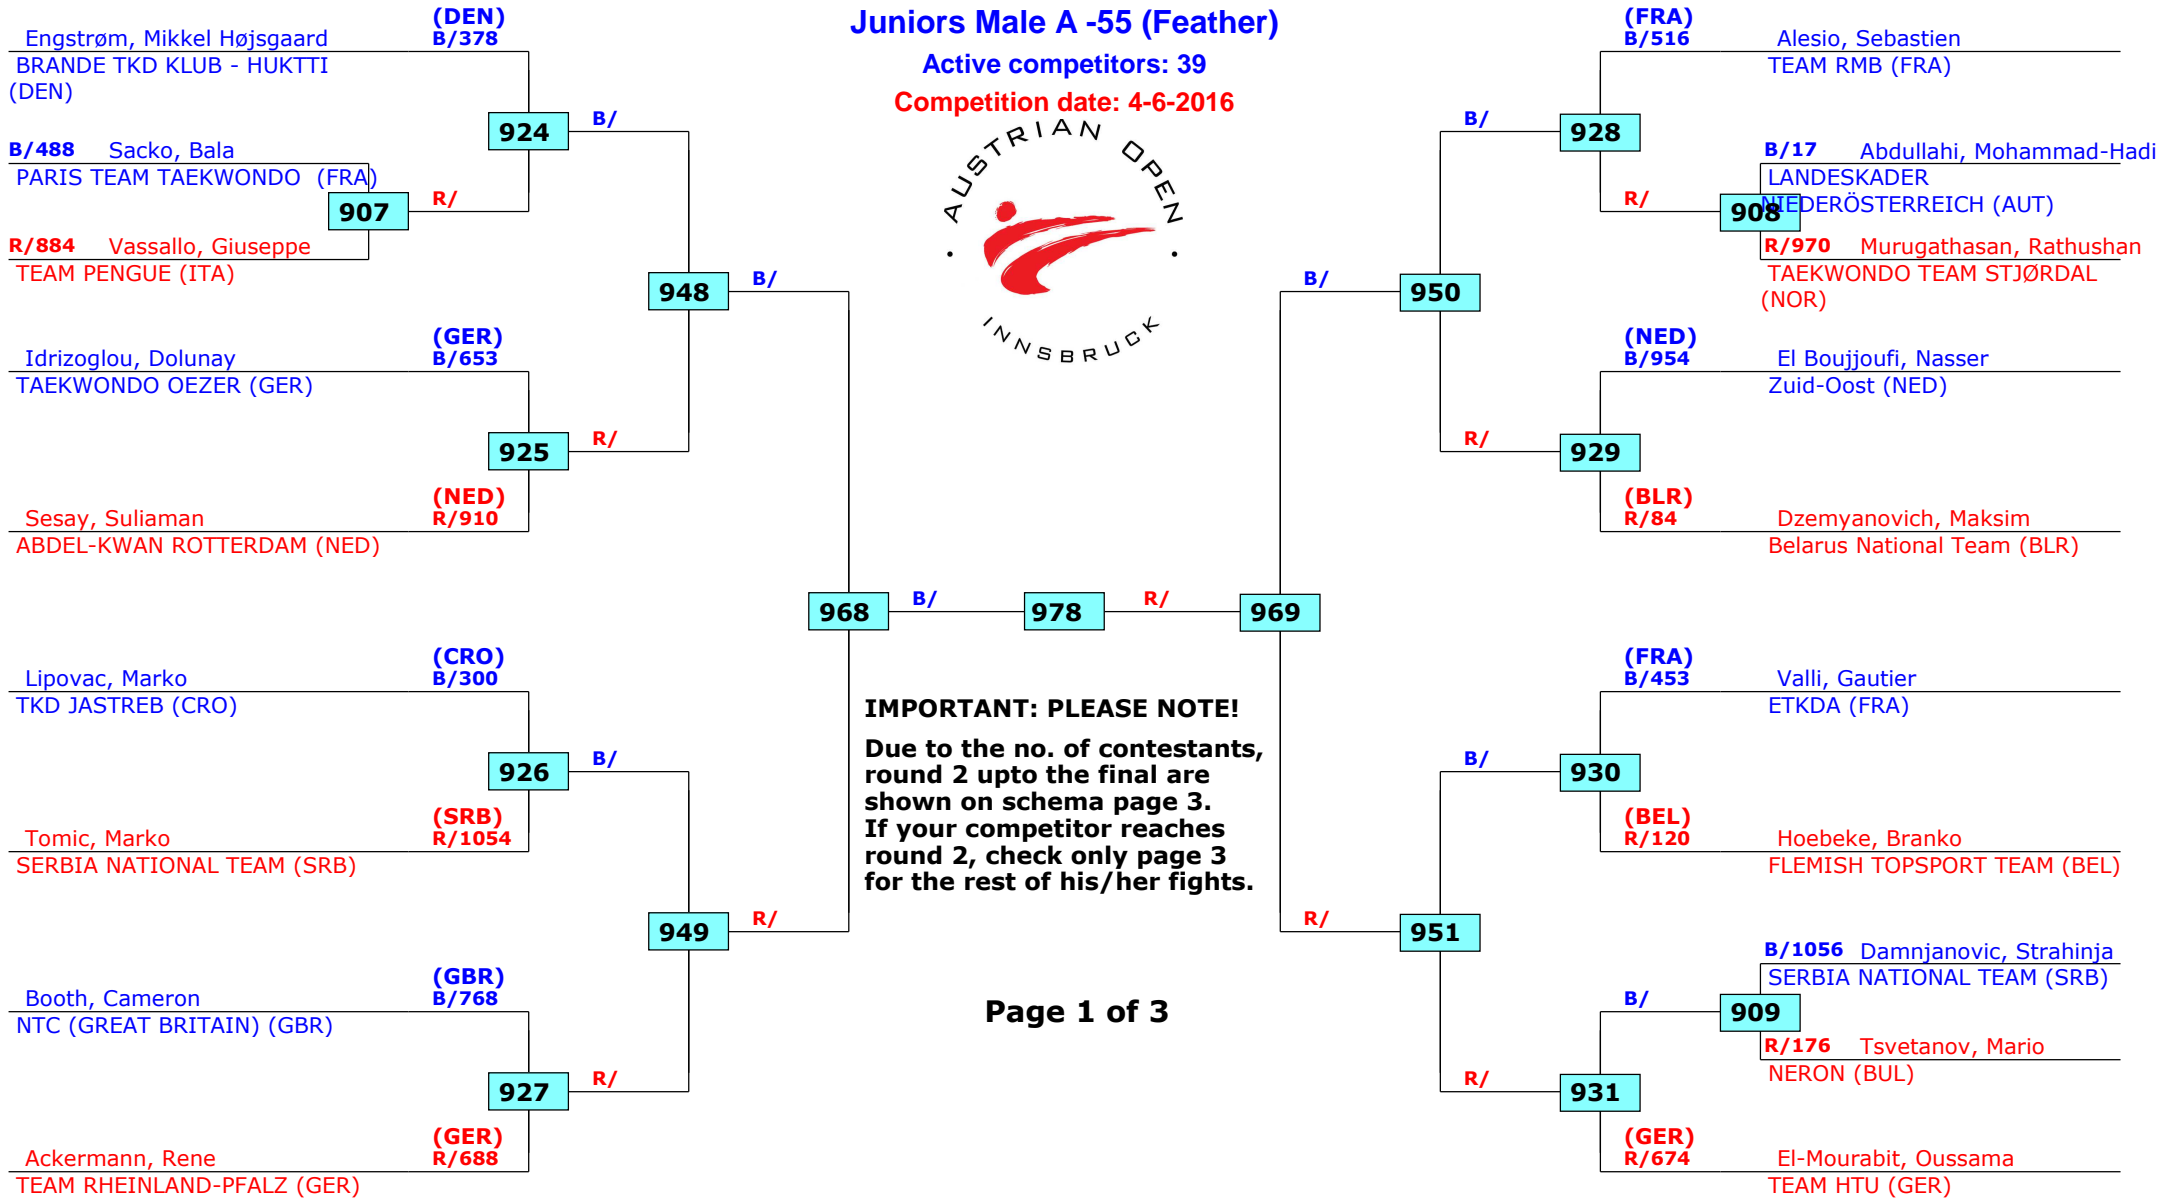 Juniors Male A -55 (Feather)
Active competitors: 39
Competition date: 4-6-2016
AUSTRIAN OPEN
INNSBRUCK
(DEN)
Engstrøm, Mikkel Højsgaard B/378
BRANDE TKD KLUB - HUKTTI
(DEN)
924
B/
B/488 Sacko, Bala
PARIS TEAM TAEKWONDO (FRA)
907
R/
R/884 Vassallo, Giuseppe
TEAM PENGUE (ITA)
948
B/
(GER)
Idrizoglou, Dolunay B/653
TAEKWONDO OEZER (GER)
925
R/
(NED)
Sesay, Suliaman R/910
ABDEL-KWAN ROTTERDAM (NED)
968
B/
978
R/
969
(CRO)
Lipovac, Marko B/300
TKD JASTREB (CRO)
926
B/
(SRB)
Tomic, Marko R/1054
SERBIA NATIONAL TEAM (SRB)
949
R/
(GBR)
Booth, Cameron B/768
NTC (GREAT BRITAIN) (GBR)
927
R/
(GER)
Ackermann, Rene R/688
TEAM RHEINLAND-PFALZ (GER)
IMPORTANT: PLEASE NOTE!
Due to the no. of contestants,
round 2 upto the final are
shown on schema page 3.
If your competitor reaches
round 2, check only page 3
for the rest of his/her fights.
Page 1 of 3
(FRA)
B/516 Alesio, Sebastien
TEAM RMB (FRA)
B/
928
B/17 Abdullahi, Mohammad-Hadi
LANDESKADER
NIEDERÖSTERREICH (AUT)
R/
908
R/970 Murugathasan, Rathushan
TAEKWONDO TEAM STJØRDAL
(NOR)
B/
950
(NED)
B/954 El Boujjoufi, Nasser
Zuid-Oost (NED)
R/
929
(BLR)
R/84 Dzemyanovich, Maksim
Belarus National Team (BLR)
(FRA)
B/453 Valli, Gautier
ETKDA (FRA)
B/
930
(BEL)
R/120 Hoebeke, Branko
FLEMISH TOPSPORT TEAM (BEL)
R/
951
B/1056 Damnjanovic, Strahinja
SERBIA NATIONAL TEAM (SRB)
B/
909
R/176 Tsvetanov, Mario
NERON (BUL)
R/
931
(GER)
R/674 El-Mourabit, Oussama
TEAM HTU (GER)